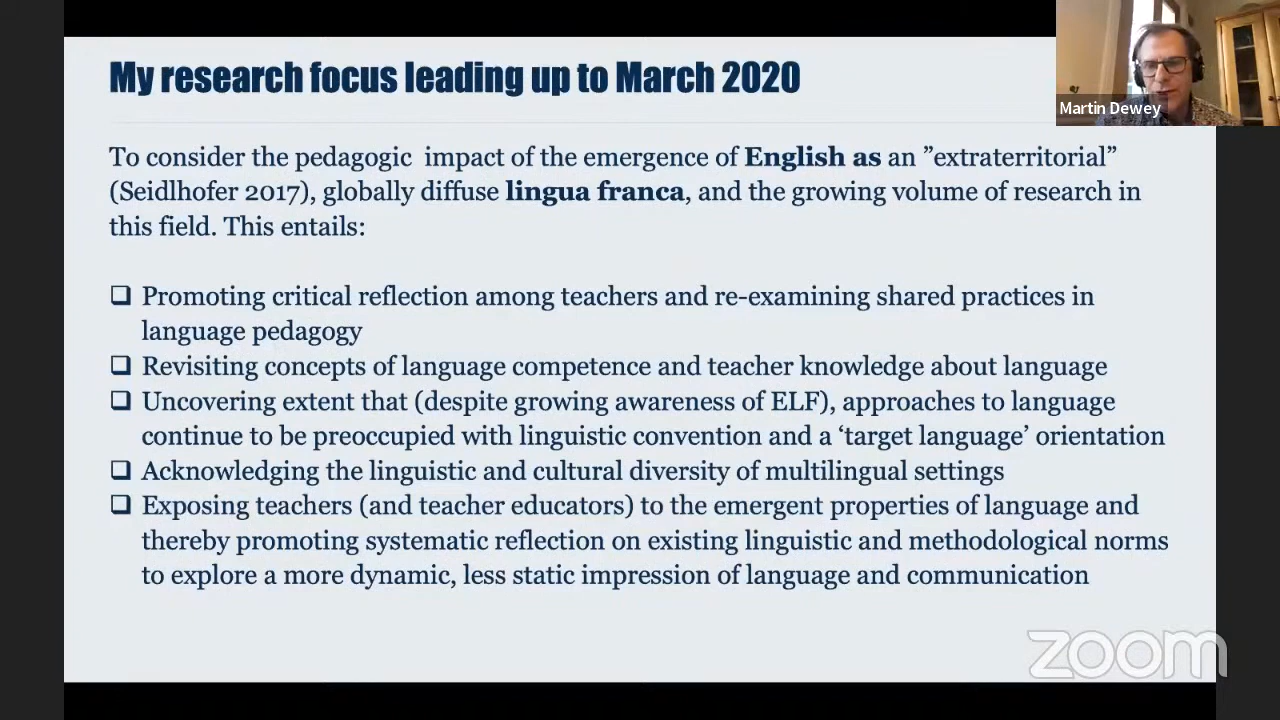 My research focus leading up to March 2020
Martin Dewey
To consider the pedagogic impact of the emergence of English as an ”extraterritorial”
(Seidlhofer 2017), globally diffuse lingua franca, and the growing volume of research in
this field. This entails:
❑ Promoting critical reflection among teachers and re-examining shared practices in
language pedagogy
❑ Revisiting concepts of language competence and teacher knowledge about language
❑ Uncovering extent that (despite growing awareness of ELF), approaches to language
continue to be preoccupied with linguistic convention and a ‘target language’ orientation
❑ Acknowledging the linguistic and cultural diversity of multilingual settings
❑ Exposing teachers (and teacher educators) to the emergent properties of language and
thereby promoting systematic reflection on existing linguistic and methodological norms
to explore a more dynamic, less static impression of language and communication
zoom